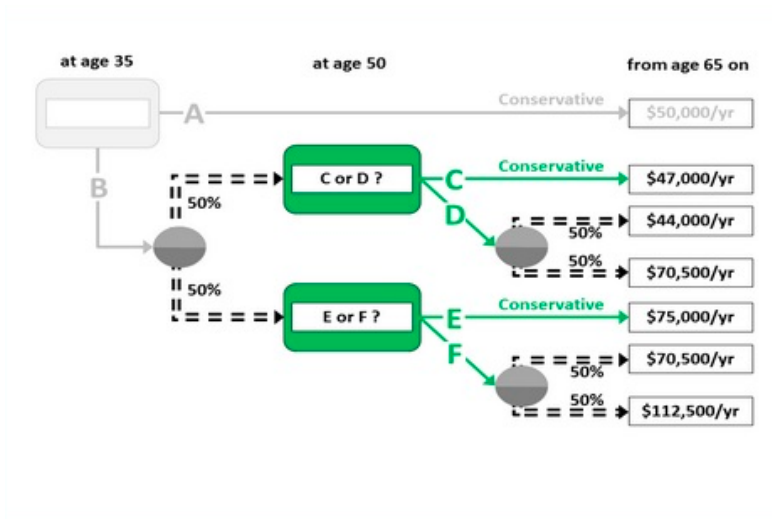 at age 35
at age 50
from age 65 on
A
Conservative
$50,000/yr
B
50%
C or D ?
C
Conservative
$47,000/yr
D
50%
$44,000/yr
50%
$70,500/yr
50%
E or F ?
E
Conservative
$75,000/yr
F
50%
$70,500/yr
50%
$112,500/yr